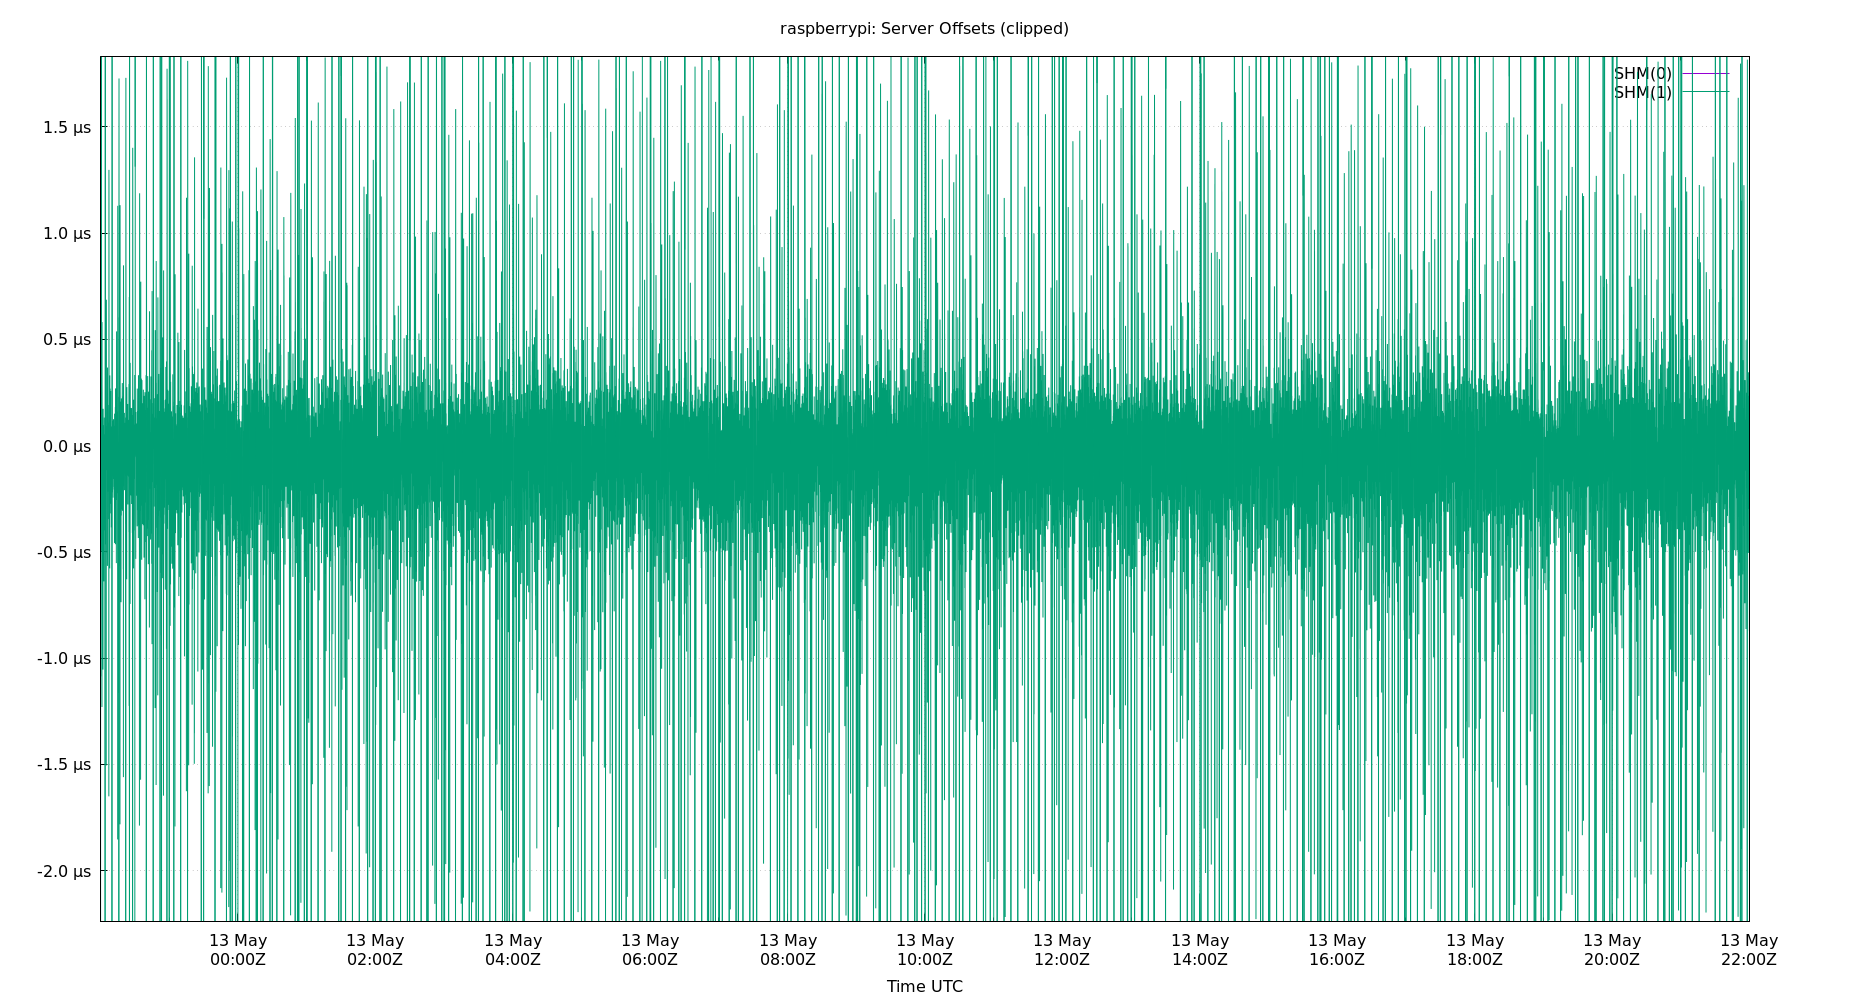 raspberrypi: Server Offsets (clipped)
SHM(0)
SHM(1)
1.5 µs
1.0 µs
0.5 µs
0.0 µs
-0.5 µs
-1.0 µs
-1.5 µs
-2.0 µs
13 May 13 May 13 May 13 May 13 May 13 May 13 May 13 May 13 May 13 May 13 May 13 May
00:00Z 02:00Z 04:00Z 06:00Z 08:00Z 10:00Z 12:00Z 14:00Z 16:00Z 18:00Z 20:00Z 22:00Z
Time UTC